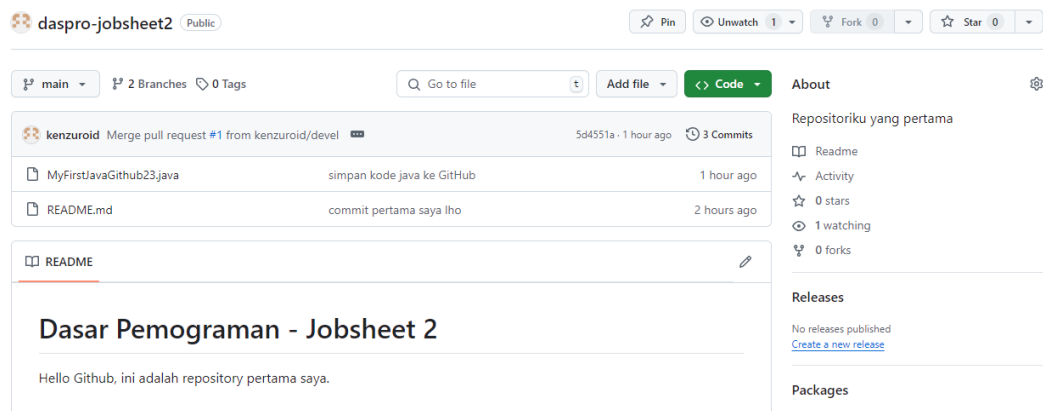 daspro-jobsheet2 Public Pin Unwatch 1 Fork 0 Star 0
main 2 Branches 0 Tags Go to file t Add file Code
kenzuroid Merge pull request #1 from kenzuroid/devel 5d4551a · 1 hour ago 3 Commits
MyFirstJavaGithub23.java simpan kode java ke GitHub 1 hour ago
README.md commit pertama saya lho 2 hours ago
README
Dasar Pemograman - Jobsheet 2
Hello Github, ini adalah repository pertama saya.
About
Repositoriku yang pertama
Readme
Activity
0 stars
1 watching
0 forks
Releases
No releases published
Create a new release
Packages